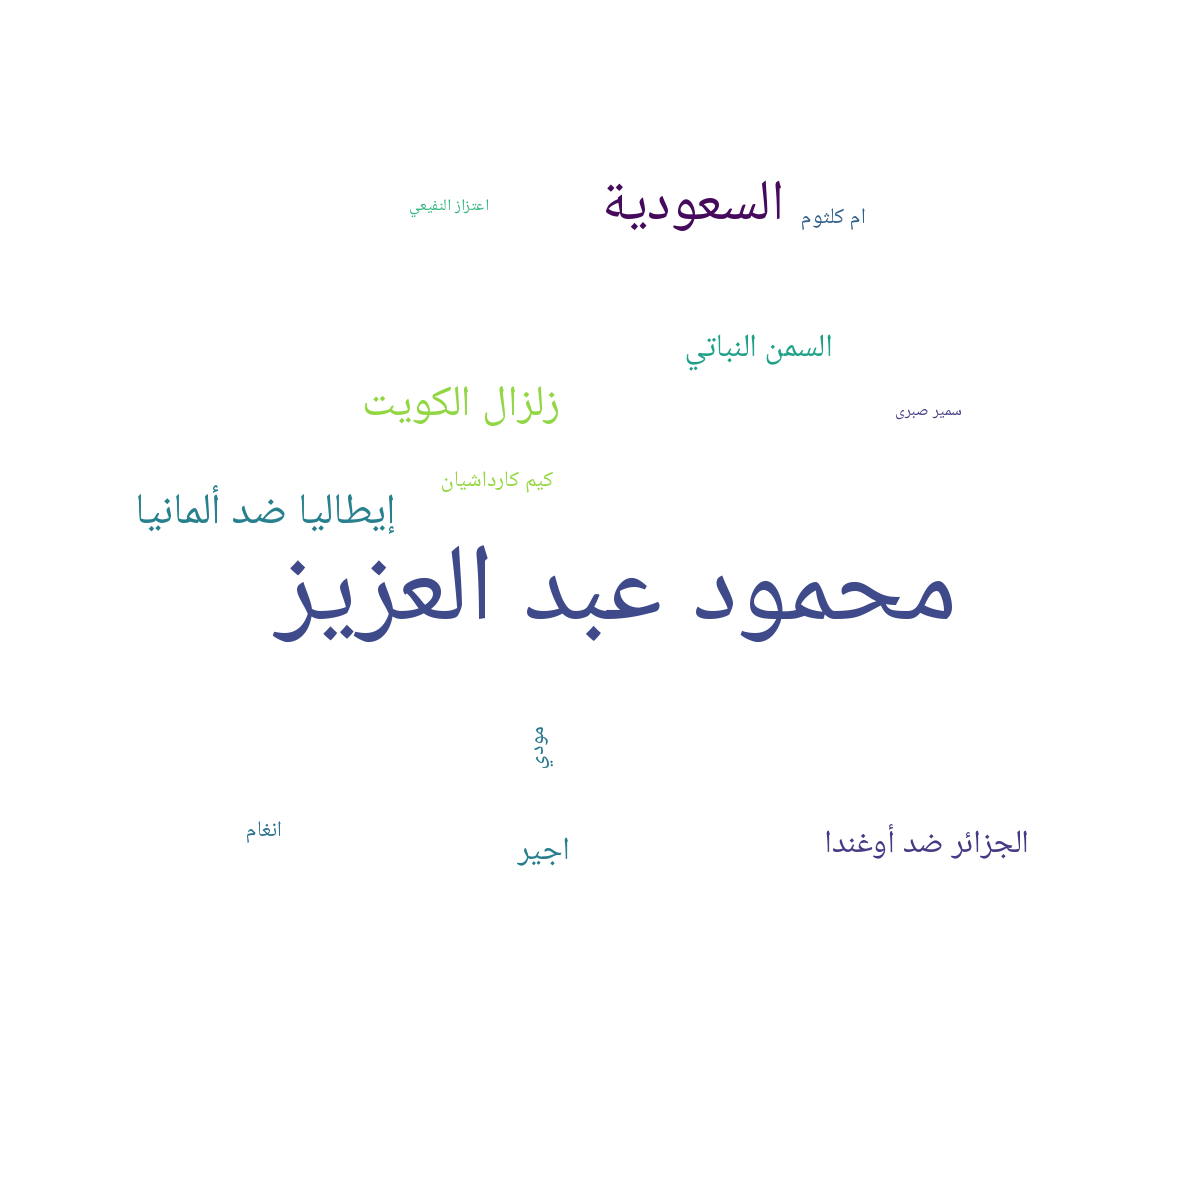 السعودية
ام كلثوم
اعتزاز النفيعي
السمن النباتي
زلزال الكويت
سمير صبرى
كيم كارداشيان
إيطاليا ضد ألمانيا
محمود عبد العزيز
مودي
انغام
الجزائر ضد أوغندا
اجير